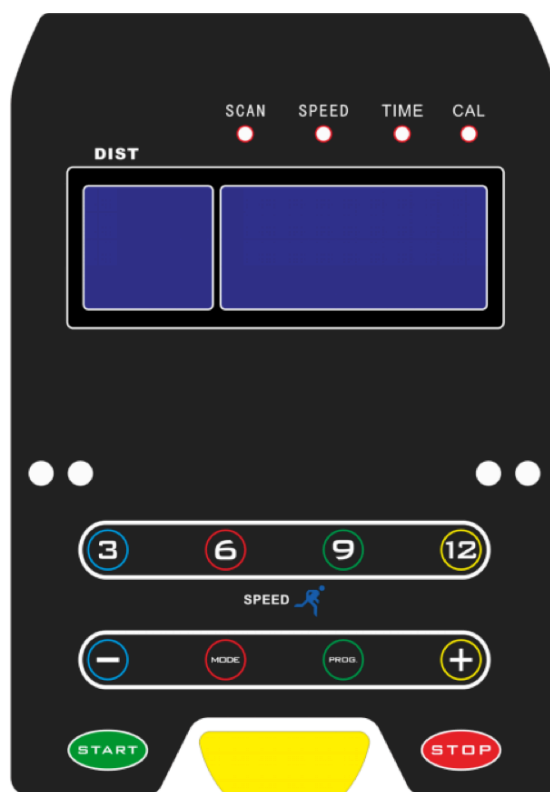 SCAN SPEED TIME CAL
DIST
3 6 9 12
SPEED
− MODE PROG. +
START STOP